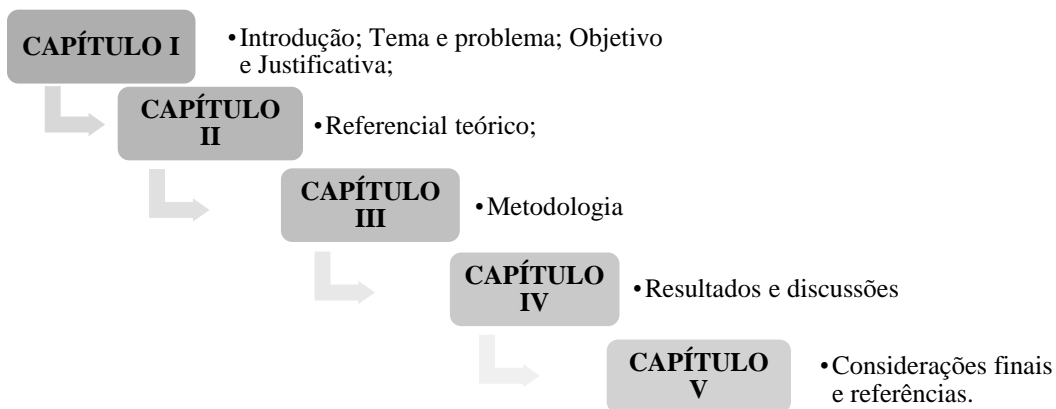 CAPÍTULO I
•Introdução; Tema e problema; Objetivo
e Justificativa;
CAPÍTULO
II
•Referencial teórico;
CAPÍTULO
III
•Metodologia
CAPÍTULO
IV
•Resultados e discussões
CAPÍTULO
V
•Considerações finais
e referências.